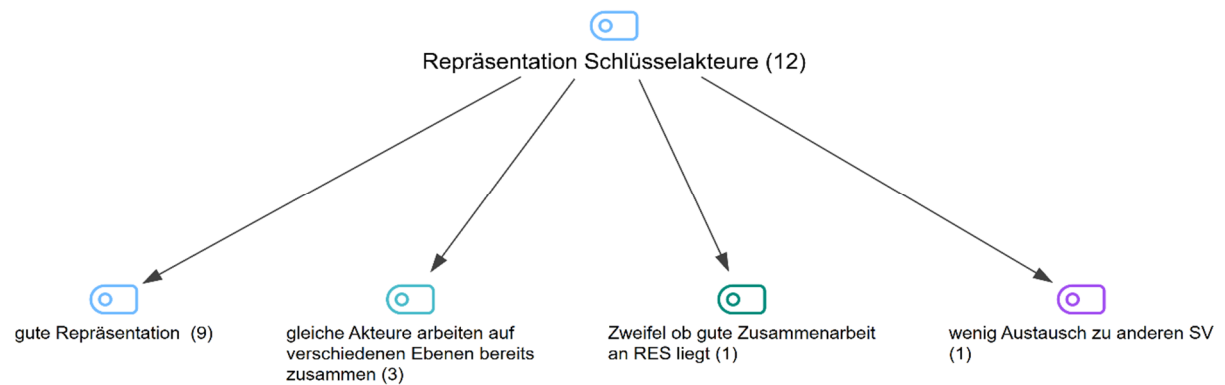 Repräsentation Schlüsselakteure (12)
gute Repräsentation  (9)
gleiche Akteure arbeiten auf
verschiedenen Ebenen bereits
zusammen (3)
Zweifel ob gute Zusammenarbeit
an RES liegt (1)
wenig Austausch zu anderen SV
(1)